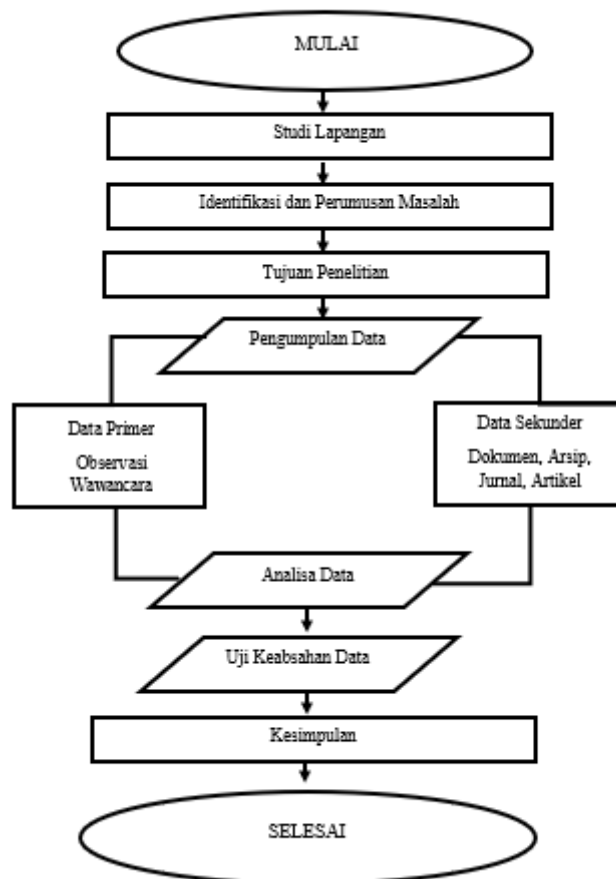 MULAI
Studi Lapangan
Identifikasi dan Perumusan Masalah
Tujuan Penelitian
Pengumpulan Data
Data Primer
Observasi
Wawancara
Data Sekunder
Dokumen, Arsip,
Jurnal, Artikel
Analisa Data
Uji Keabsahan Data
Kesimpulan
SELESAI